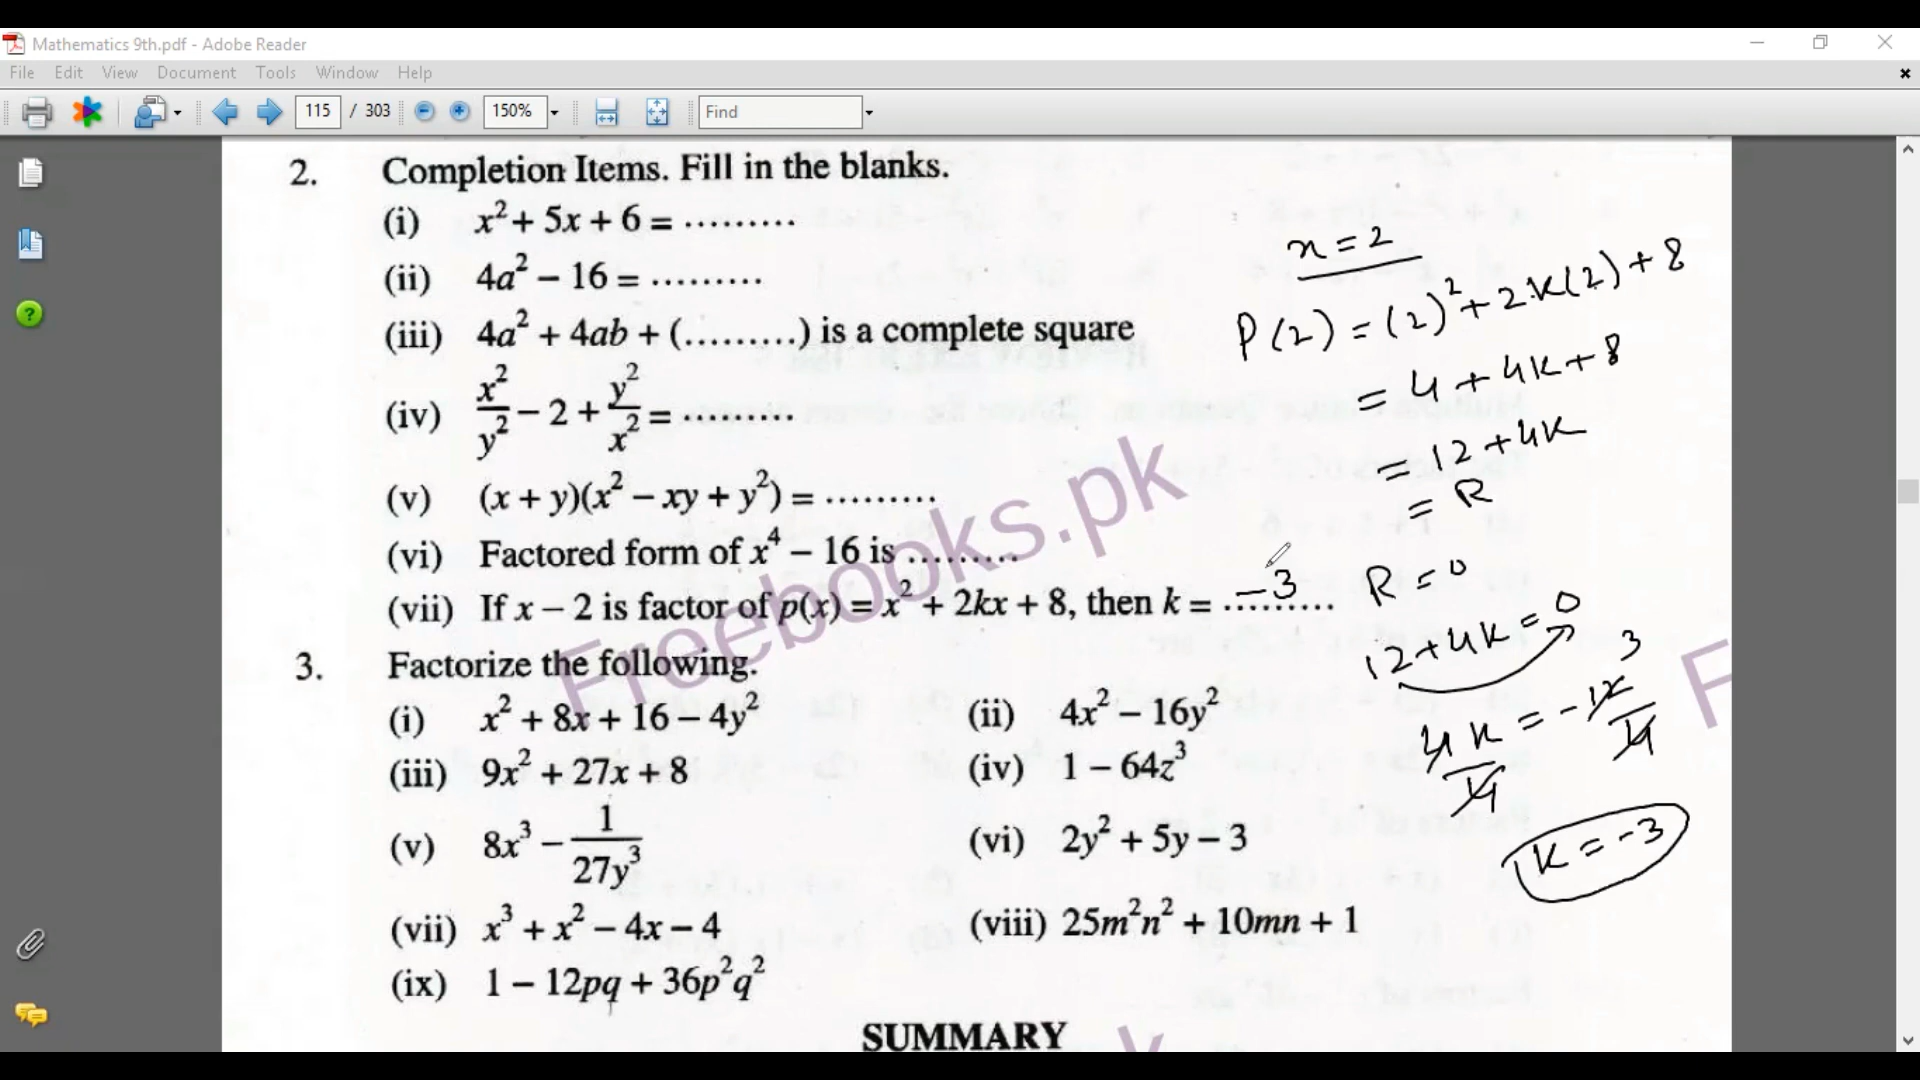 Mathematics 9th.pdf - Adobe Reader
File Edit View Document Tools Window Help
115 / 303 150% Find
2. Completion Items. Fill in the blanks.
(i) x² + 5x + 6 = .........
(ii) 4a² – 16 = .........
(iii) 4a² + 4ab + (.........) is a complete square
(iv) x²/y² – 2 + y²/x² = .........
(v) (x + y)(x² – xy + y²) = .........
(vi) Factored form of x⁴ – 16 is .........
(vii) If x – 2 is factor of p(x) = x² + 2kx + 8, then k = ......... -3
3. Factorize the following.
(i) x² + 8x + 16 – 4y² (ii) 4x² – 16y²
(iii) 9x² + 27x + 8 (iv) 1 – 64z³
(v) 8x³ – 1/27y³ (vi) 2y² + 5y – 3
(vii) x³ + x² – 4x – 4 (viii) 25m²n² + 10mn + 1
(ix) 1 – 12pq + 36p²q²
SUMMARY
x = 2
P(2) = (2)² + 2k(2) + 8
= 4 + 4k + 8
= 12 + 4k
= R
R = 0
12 + 4k = 0
4k/4 = -12/4 3
k = -3
Freebooks.pk